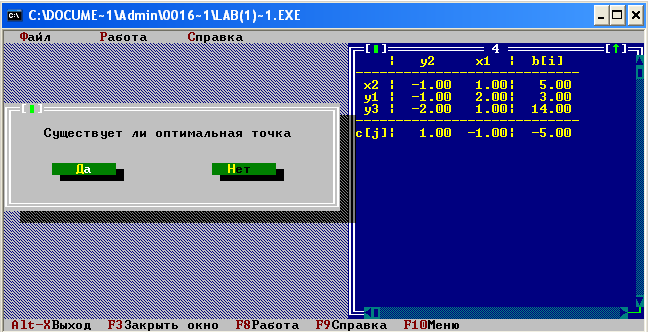 C:\DOCUME~1\Admin\0016~1\LAB(1)~1.EXE
Файл Работа Справка
4
y2 x1 b[i]
x2 -1.00 1.00 5.00
y1 -1.00 2.00 3.00
y3 -2.00 1.00 14.00
c[j] 1.00 -1.00 -5.00
Существует ли оптимальная точка
Да Нет
Alt-X Выход F3 Закрыть окно F8 Работа F9 Справка F10 Меню